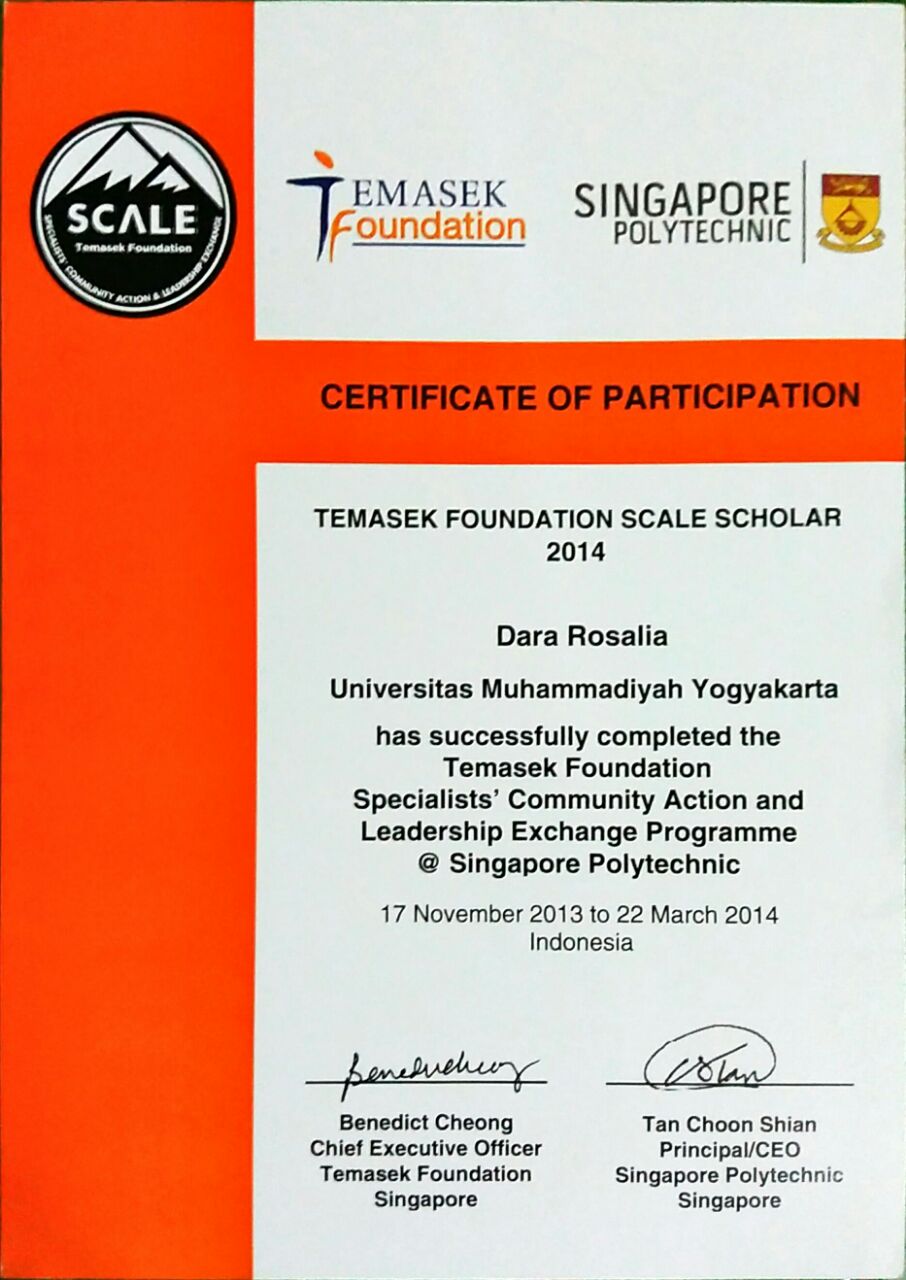 SCALE
Temasek Foundation
SPECIALISTS' COMMUNITY ACTION & LEADERSHIP EXCHANGE
TEMASEK
Foundation
SINGAPORE
POLYTECHNIC
CERTIFICATE OF PARTICIPATION
TEMASEK FOUNDATION SCALE SCHOLAR
2014
Dara Rosalia
Universitas Muhammadiyah Yogyakarta
has successfully completed the
Temasek Foundation
Specialists' Community Action and
Leadership Exchange Programme
@ Singapore Polytechnic
17 November 2013 to 22 March 2014
Indonesia
Benedict Cheong
Chief Executive Officer
Temasek Foundation
Singapore
Tan Choon Shian
Principal/CEO
Singapore Polytechnic
Singapore